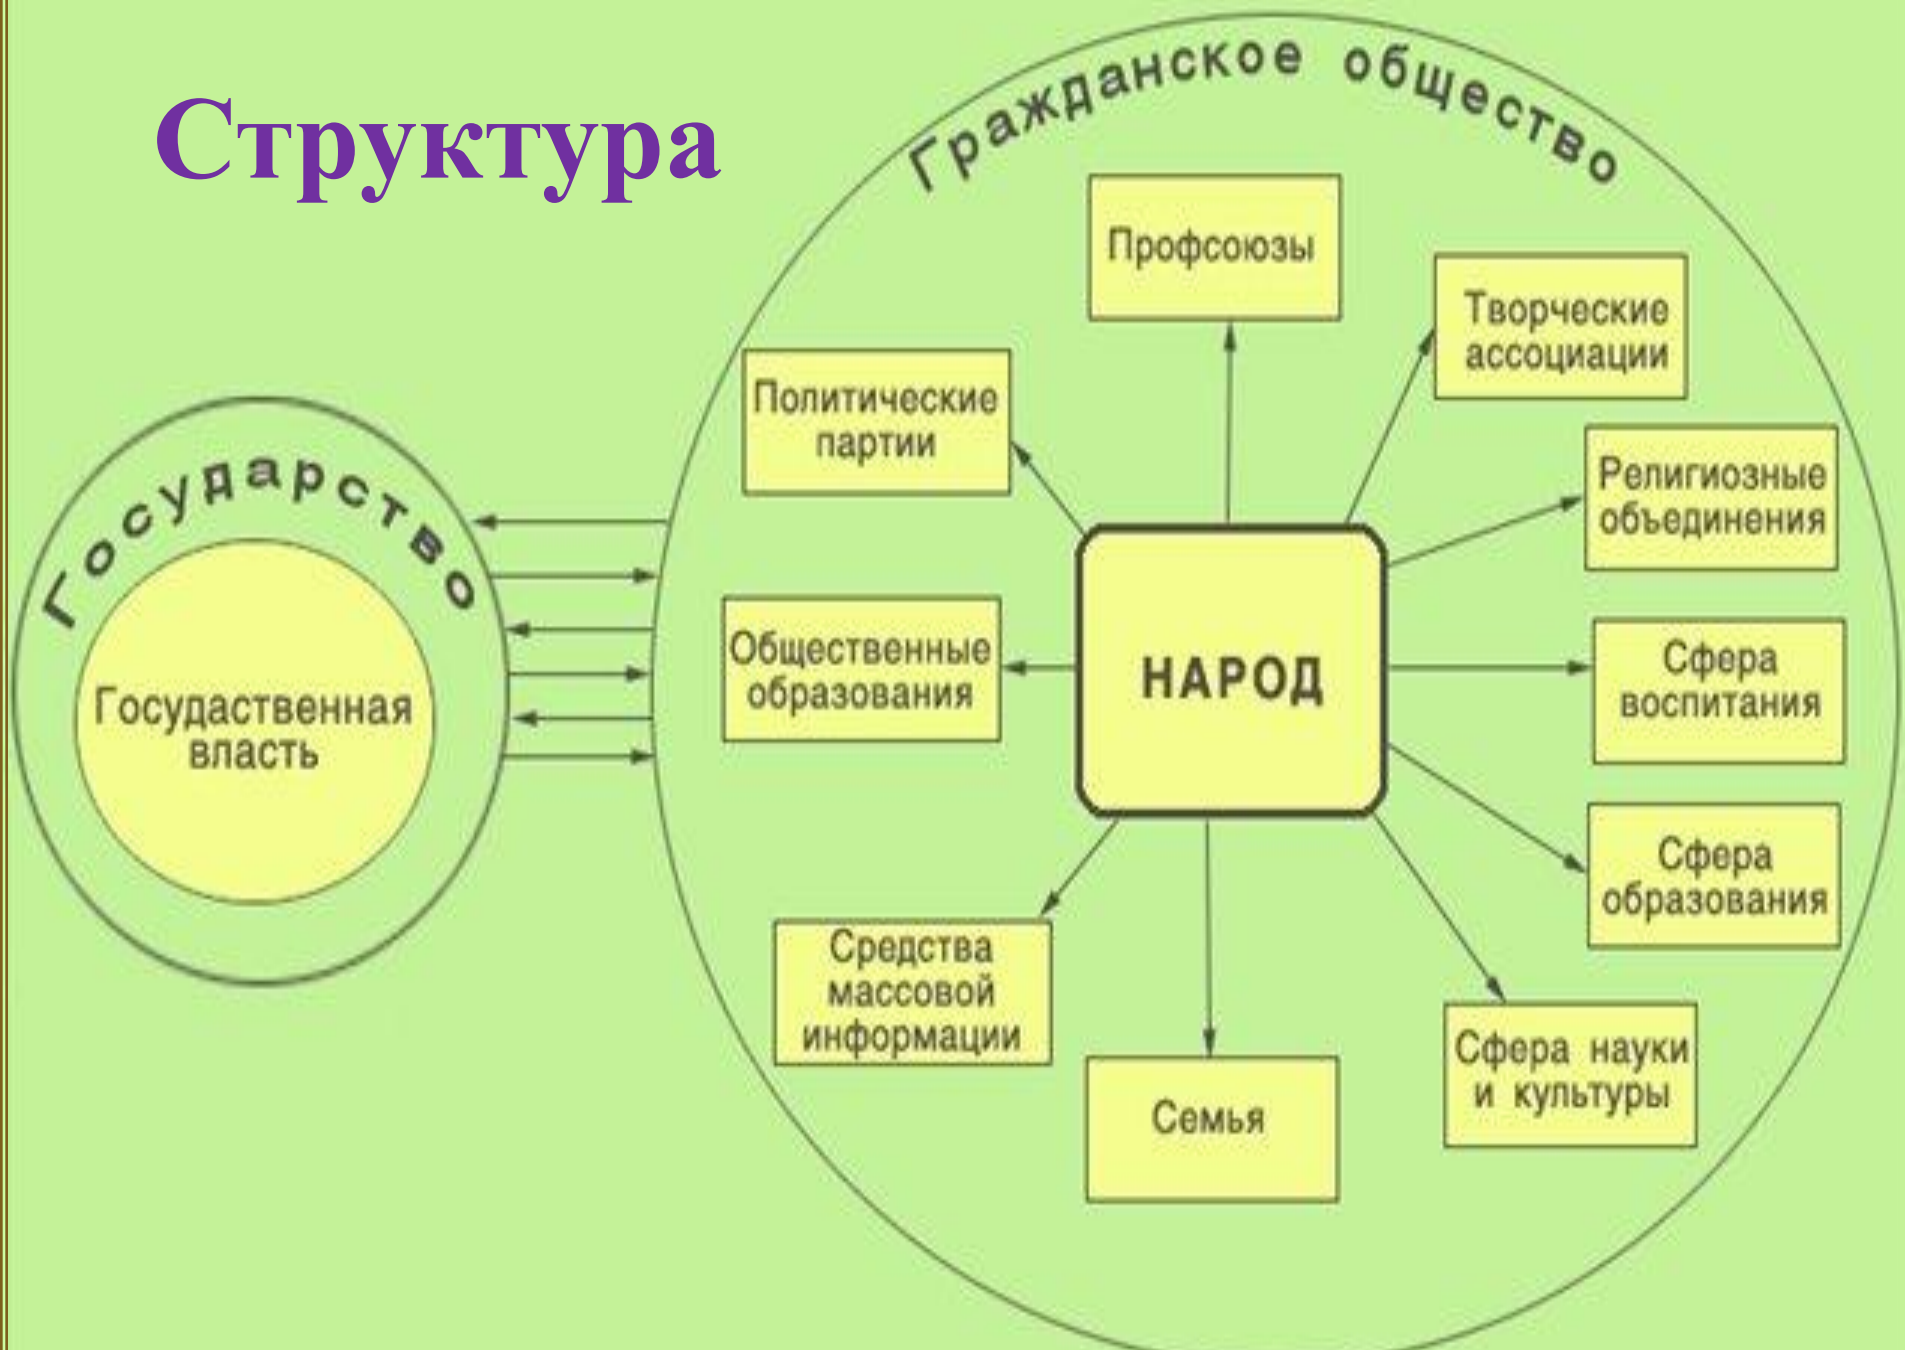 Структура
Гражданское общество
Профсоюзы
Творческие
ассоциации
Политические
партии
Религиозные
объединения
Государство
Государственная
власть
Общественные
образования
НАРОД
Сфера
воспитания
Сфера
образования
Средства
массовой
информации
Семья
Сфера науки
и культуры